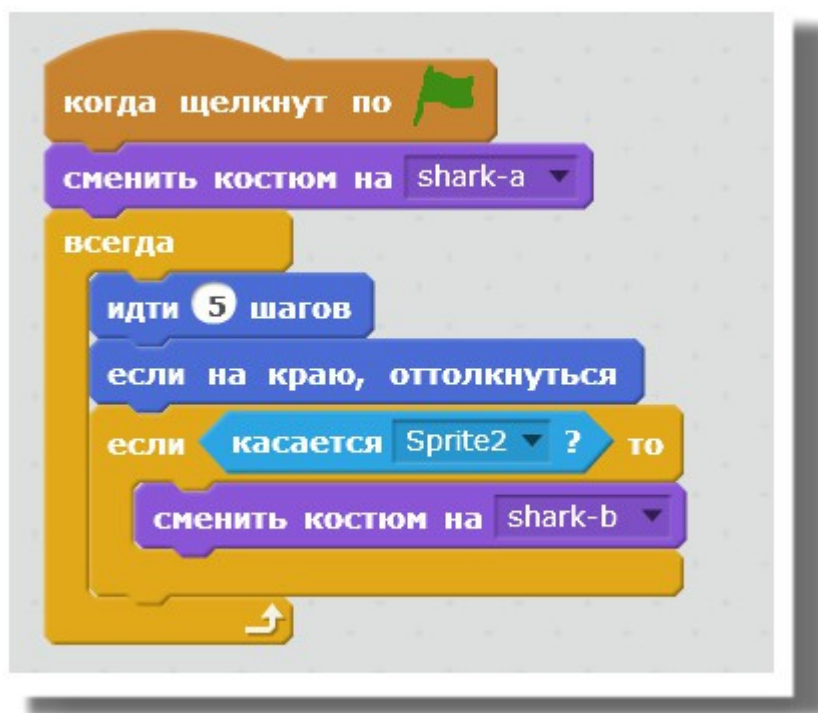 когда щелкнут по
сменить костюм на shark-a
всегда
идти 5 шагов
если на краю, оттолкнуться
если касается Sprite2 ? то
сменить костюм на shark-b